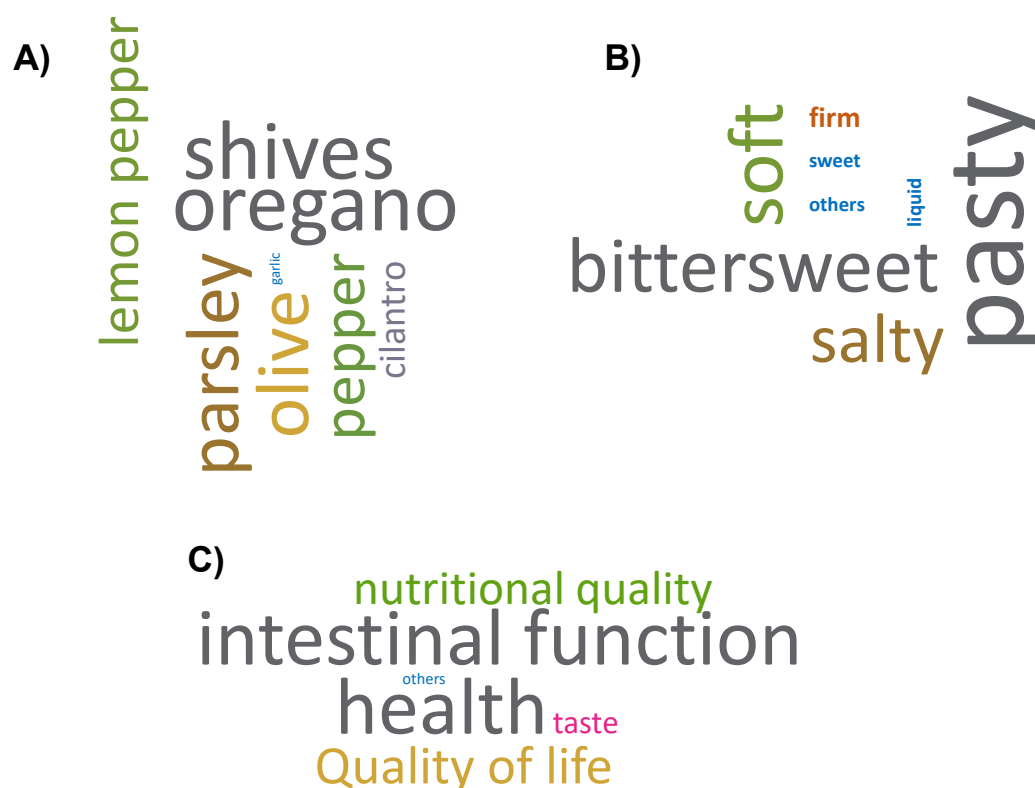 A)
lemon pepper
shives
oregano
parsley
garlic
olive
pepper
cilantro
B)
soft
firm
sweet
others
liquid
pasty
bittersweet
salty
C)
nutritional quality
intestinal function
others
health
taste
Quality of life